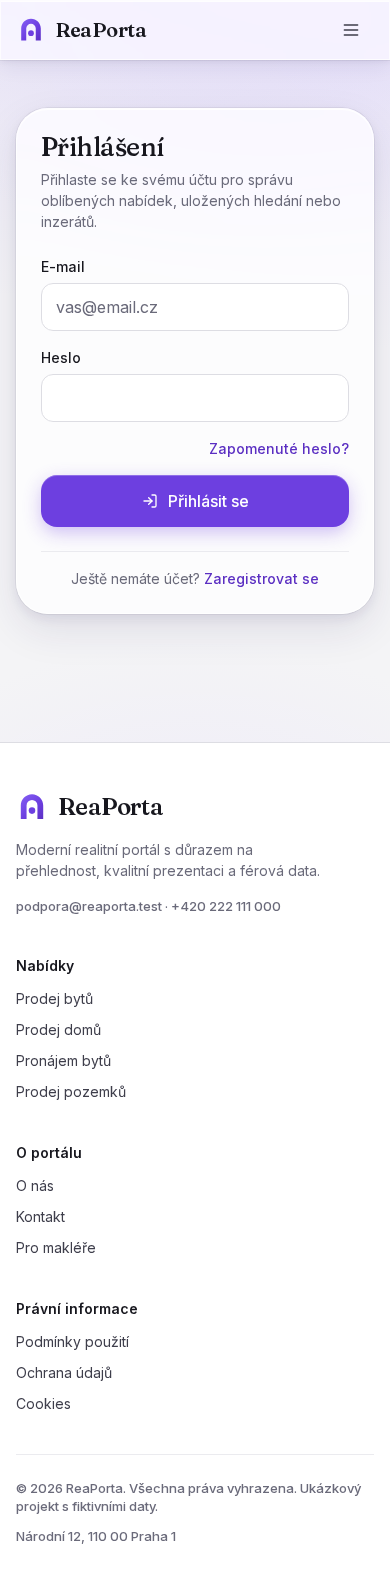 ReaPorta
Přihlášení
Přihlaste se ke svému účtu pro správu
oblíbených nabídek, uložených hledání nebo
inzerátů.
E-mail
vas@email.cz
Heslo
Zapomenuté heslo?
Přihlásit se
Ještě nemáte účet? Zaregistrovat se
ReaPorta
Moderní realitní portál s důrazem na
přehlednost, kvalitní prezentaci a férová data.
podpora@reaporta.test · +420 222 111 000
Nabídky
Prodej bytů
Prodej domů
Pronájem bytů
Prodej pozemků
O portálu
O nás
Kontakt
Pro makléře
Právní informace
Podmínky použití
Ochrana údajů
Cookies
© 2026 ReaPorta. Všechna práva vyhrazena. Ukázkový
projekt s fiktivními daty.
Národní 12, 110 00 Praha 1